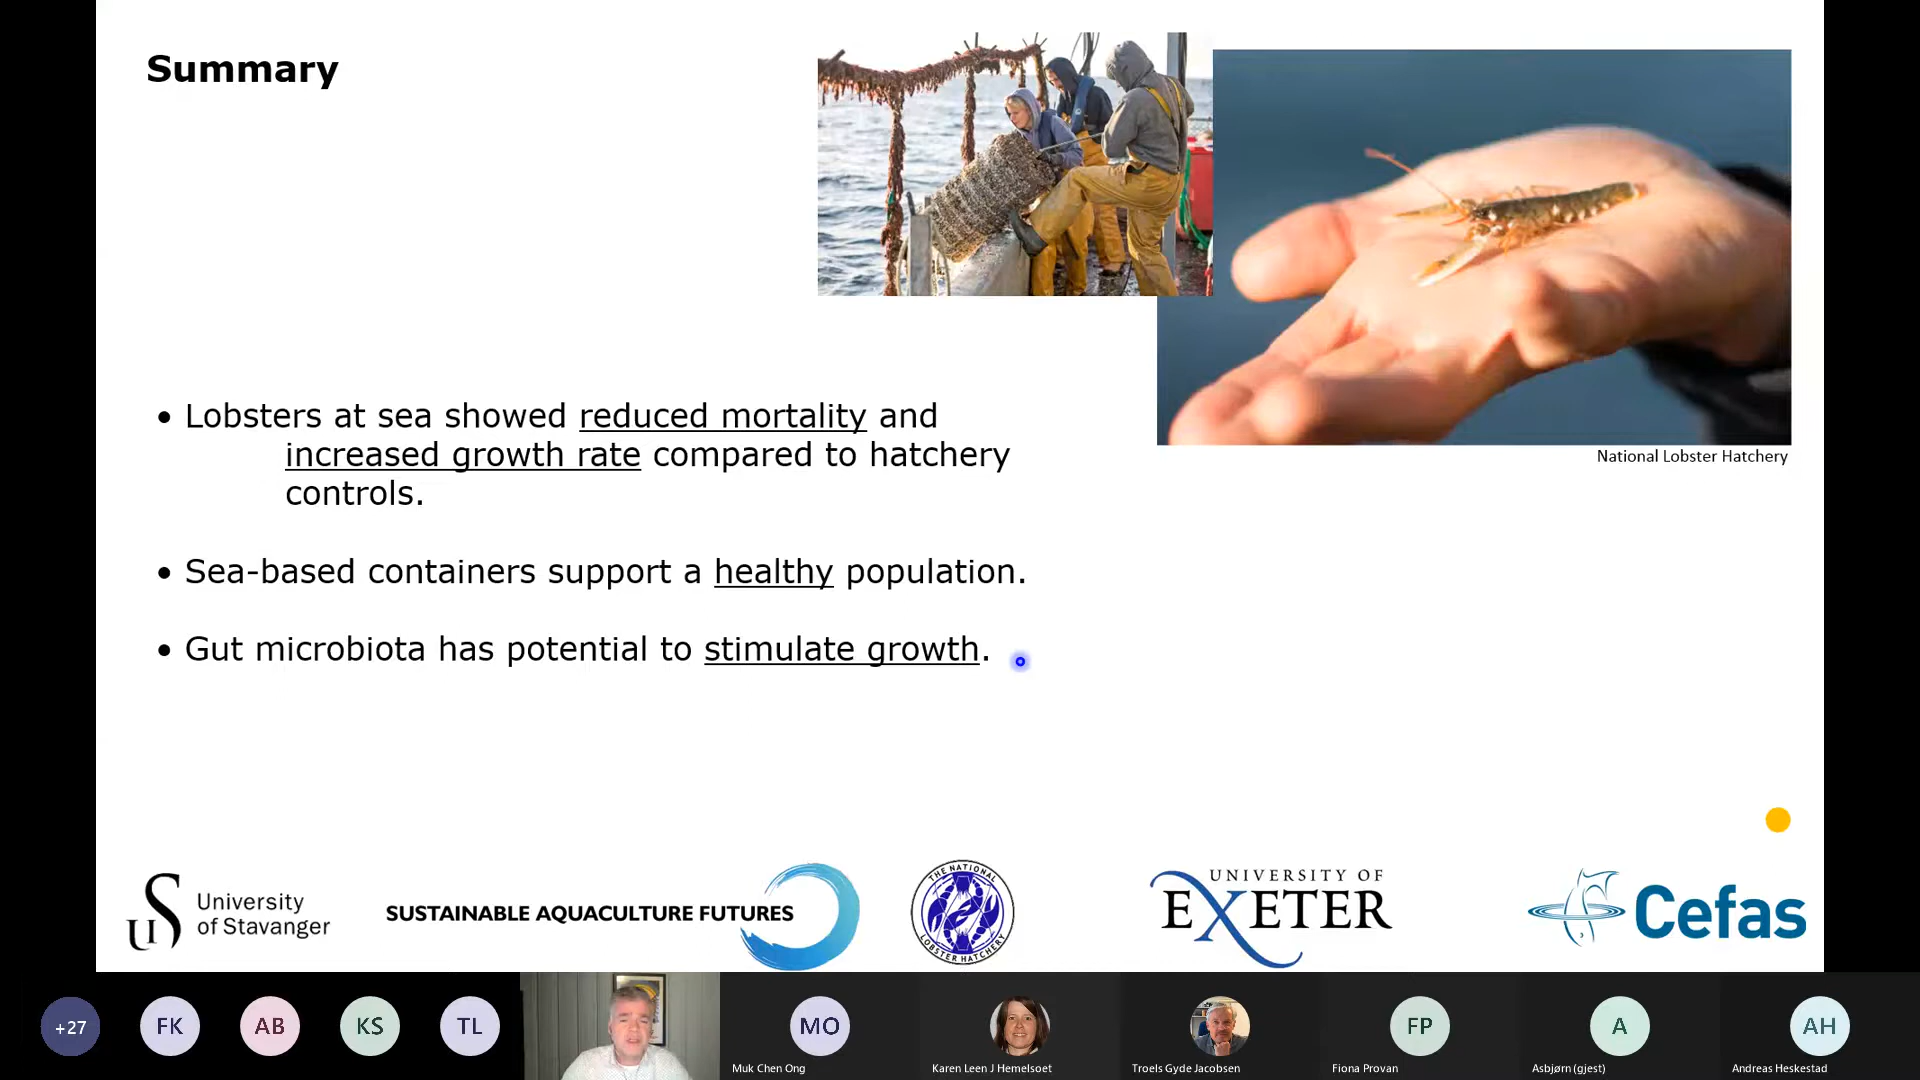 Summary
National Lobster Hatchery
• Lobsters at sea showed reduced mortality and
increased growth rate compared to hatchery
controls.
• Sea-based containers support a healthy population.
• Gut microbiota has potential to stimulate growth.
uS University
of Stavanger
SUSTAINABLE AQUACULTURE FUTURES
THE NATIONAL
LOBSTER HATCHERY
UNIVERSITY OF
EXETER
Cefas
+27
FK
AB
KS
TL
MO
FP
A
AH
Muk Chen Ong
Karen Leen J Hemelsoet
Troels Gyde Jacobsen
Fiona Provan
Asbjørn (gjest)
Andreas Heskestad